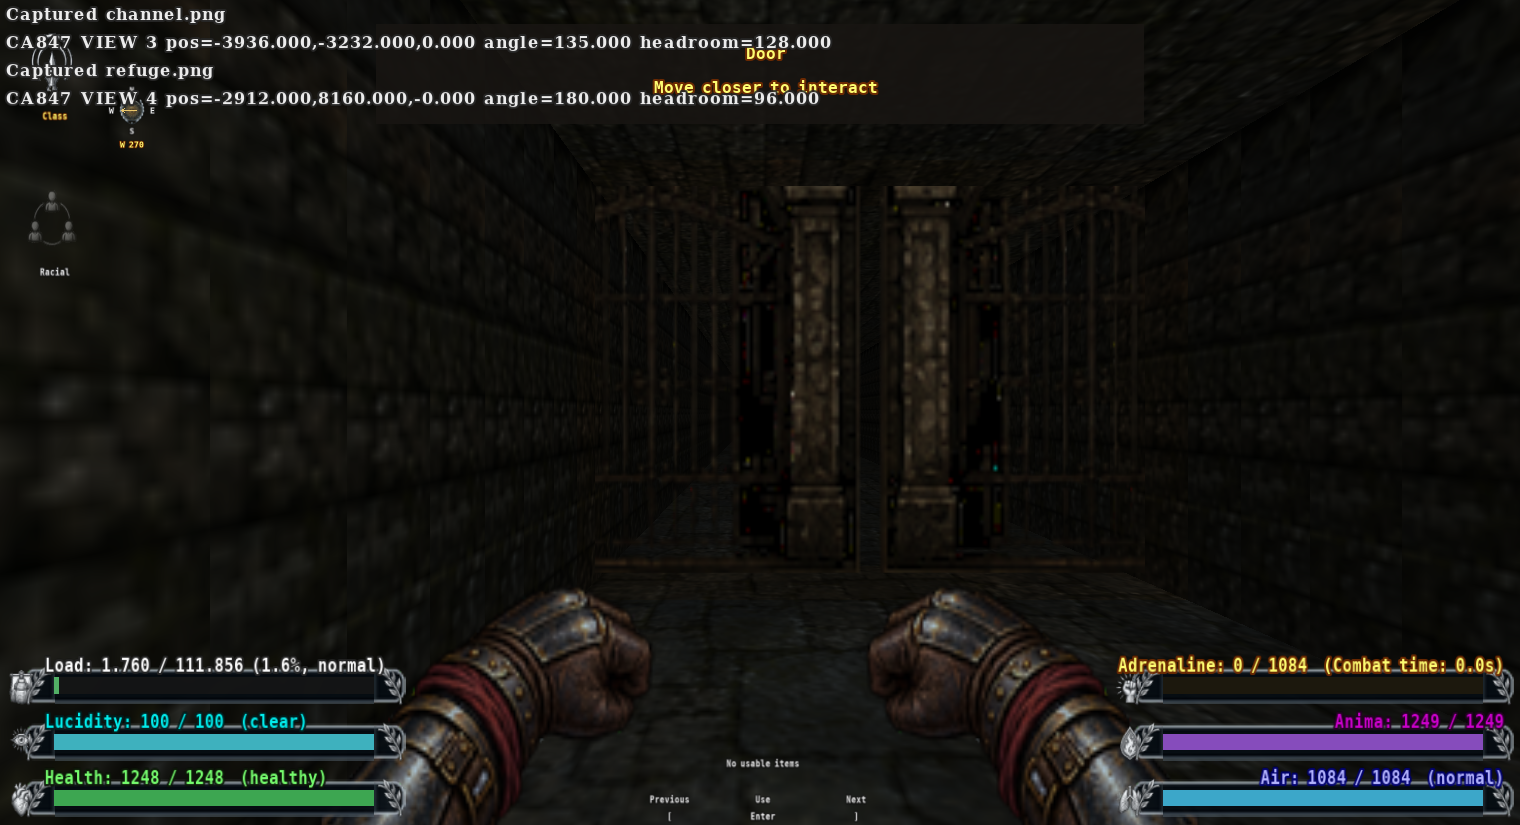 Captured channel.png
CA847 VIEW 3 pos=-3936.000,-3232.000,0.000 angle=135.000 headroom=128.000
Door
Captured refuge.png
Move closer to interact
CA847 VIEW 4 pos=-2912.000,8160.000,-0.000 angle=180.000 headroom=96.000
Class
W E
S
W 270
Racial
Load: 1.760 / 111.856 (1.6%, normal)
Lucidity: 100 / 100 (clear)
Health: 1248 / 1248 (healthy)
Adrenaline: 0 / 1084 (Combat time: 0.0s)
Anima: 1249 / 1249
Air: 1084 / 1084 (normal)
No usable items
Previous Use Next
[ Enter ]